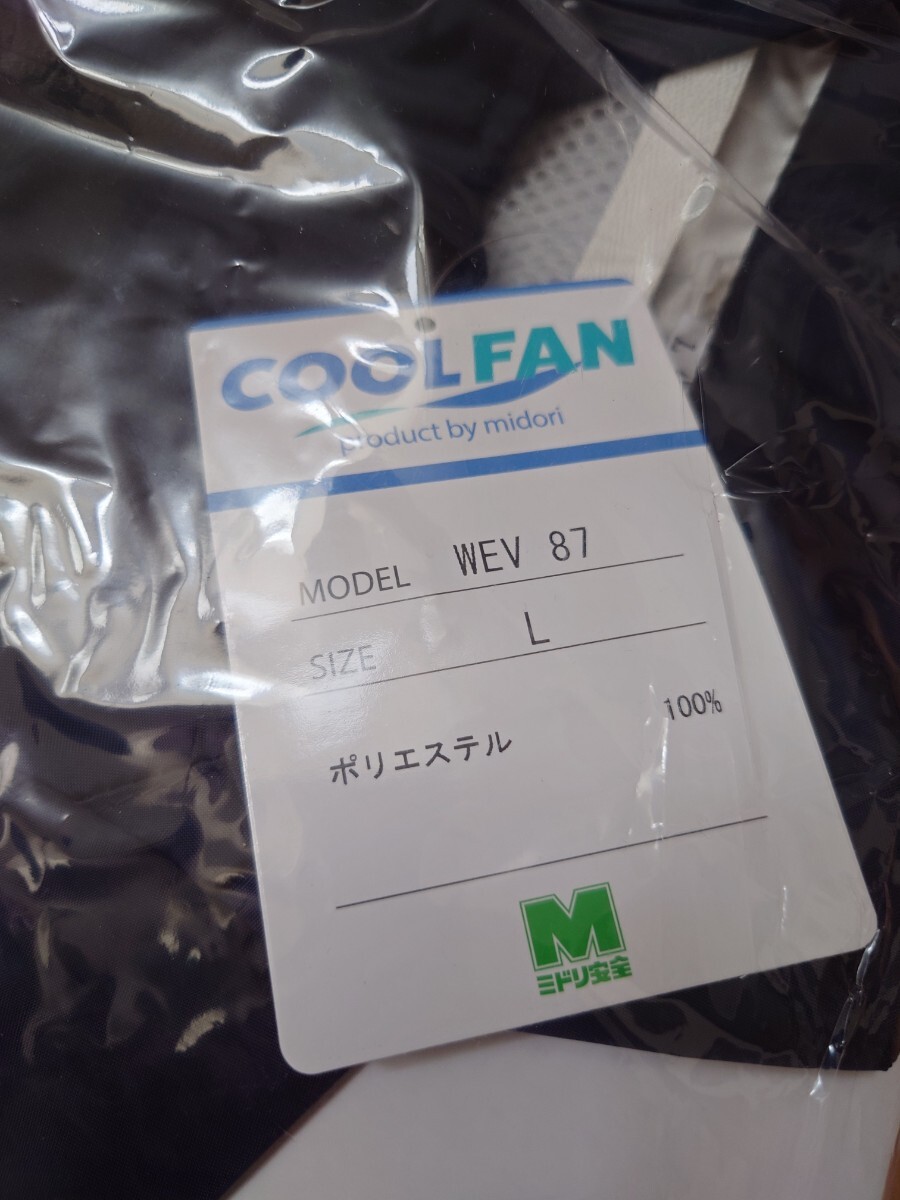 COOLFAN
product by midori
MODEL WEV 87
SIZE L
ポリエステル 100%
M
ミドリ安全